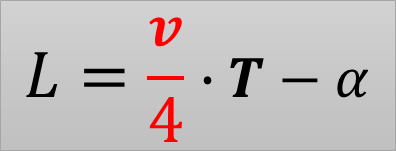 L = v/4 · T − α